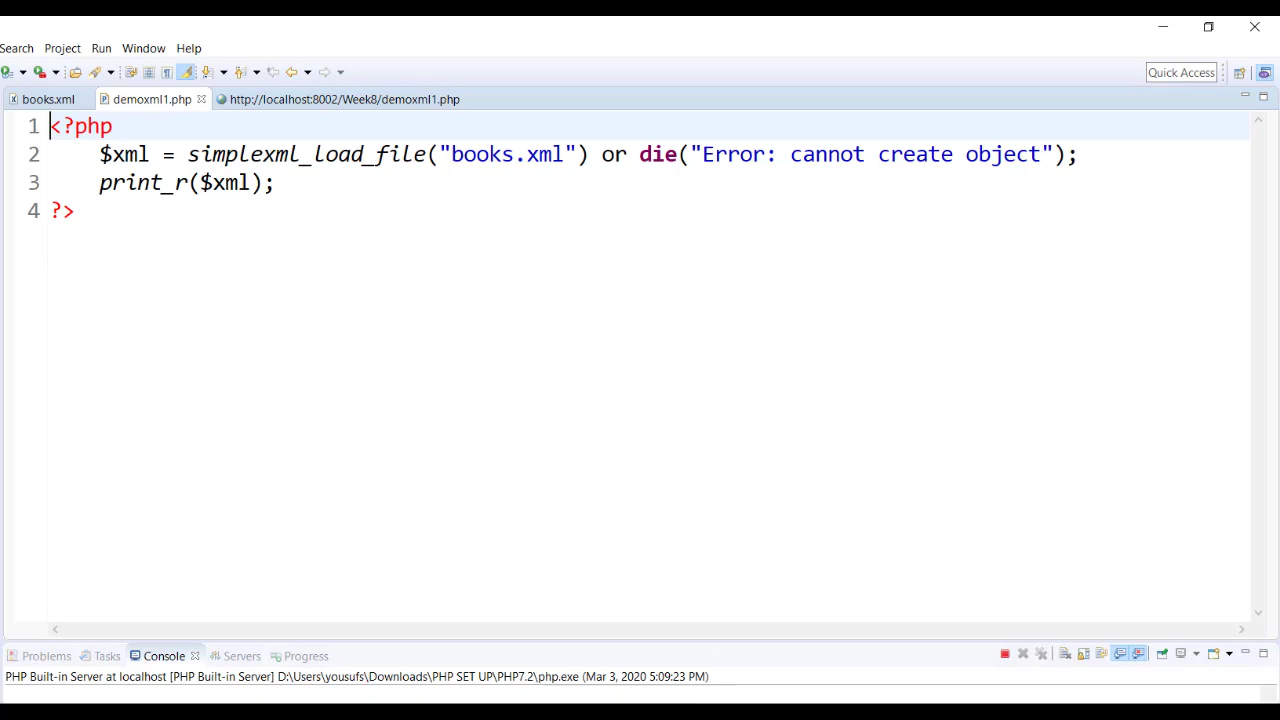 Search Project Run Window Help
Quick Access
books.xml demoxml1.php http://localhost:8002/Week8/demoxml1.php
1 <?php
2 $xml = simplexml_load_file("books.xml") or die("Error: cannot create object");
3 print_r($xml);
4 ?>
Problems Tasks Console Servers Progress
PHP Built-in Server at localhost [PHP Built-in Server] D:\Users\yousufs\Downloads\PHP SET UP\PHP7.2\php.exe (Mar 3, 2020 5:09:23 PM)